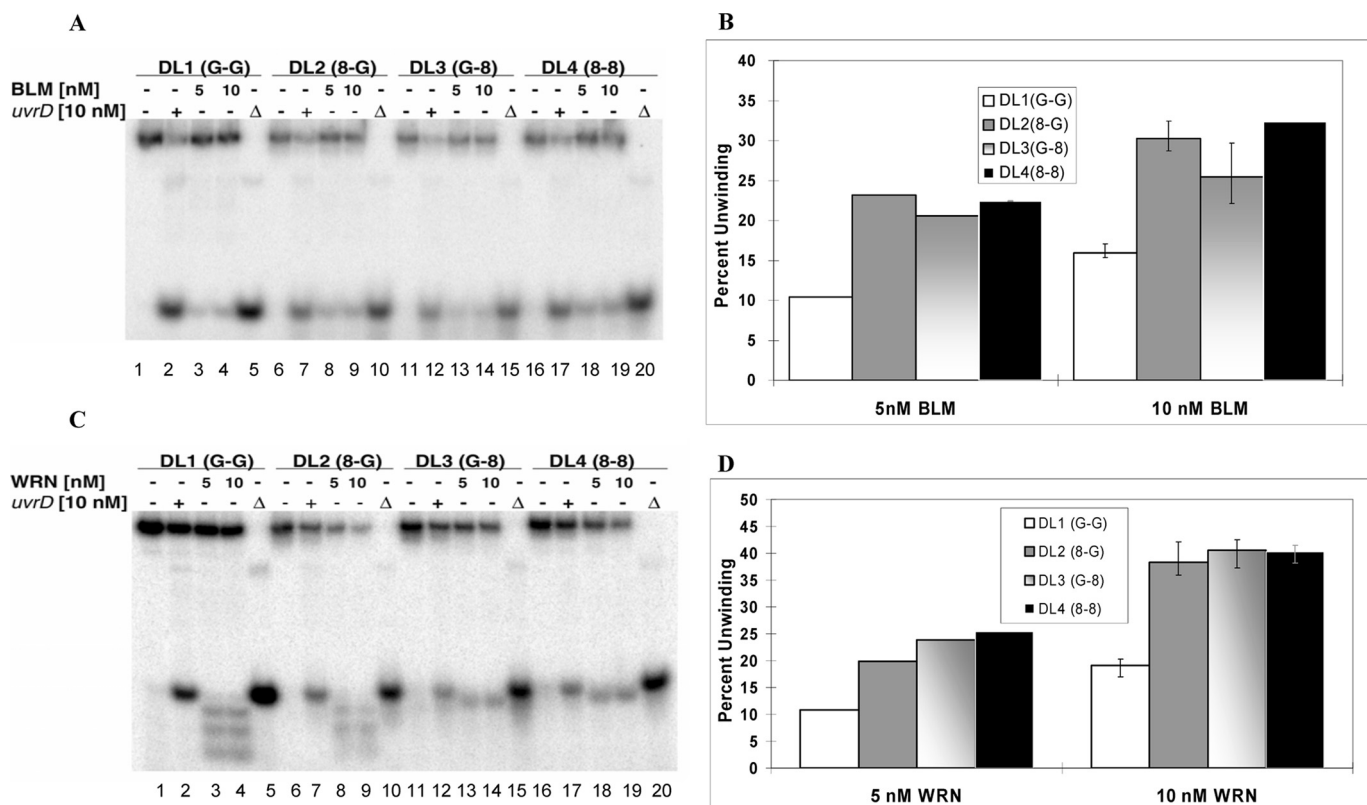 A
DL1 (G-G) DL2 (8-G) DL3 (G-8) DL4 (8-8)
BLM [nM] - - 5 10 - - 5 10 - - 5 10 - - 5 10
uvrD [10 nM] - + - - Δ - + - - Δ - + - - Δ - + - - Δ
1 2 3 4 5 6 7 8 9 10 11 12 13 14 15 16 17 18 19 20
B
Percent Unwinding
40
35
30
25
20
15
10
5
0
DL1(G-G)
DL2(8-G)
DL3(G-8)
DL4(8-8)
5nM BLM 10 nM BLM
C
DL1 (G-G) DL2 (8-G) DL3 (G-8) DL4 (8-8)
WRN [nM] - - 5 10 - - 5 10 - - 5 10 - - 5 10
uvrD [10 nM] - + - - Δ - + - - Δ - + - - Δ - + - - Δ
1 2 3 4 5 6 7 8 9 10 11 12 13 14 15 16 17 18 19 20
D
Percent Unwinding
50
45
40
35
30
25
20
15
10
5
0
DL1 (G-G)
DL2 (8-G)
DL3 (G-8)
DL4 (8-8)
5 nM WRN 10 nM WRN